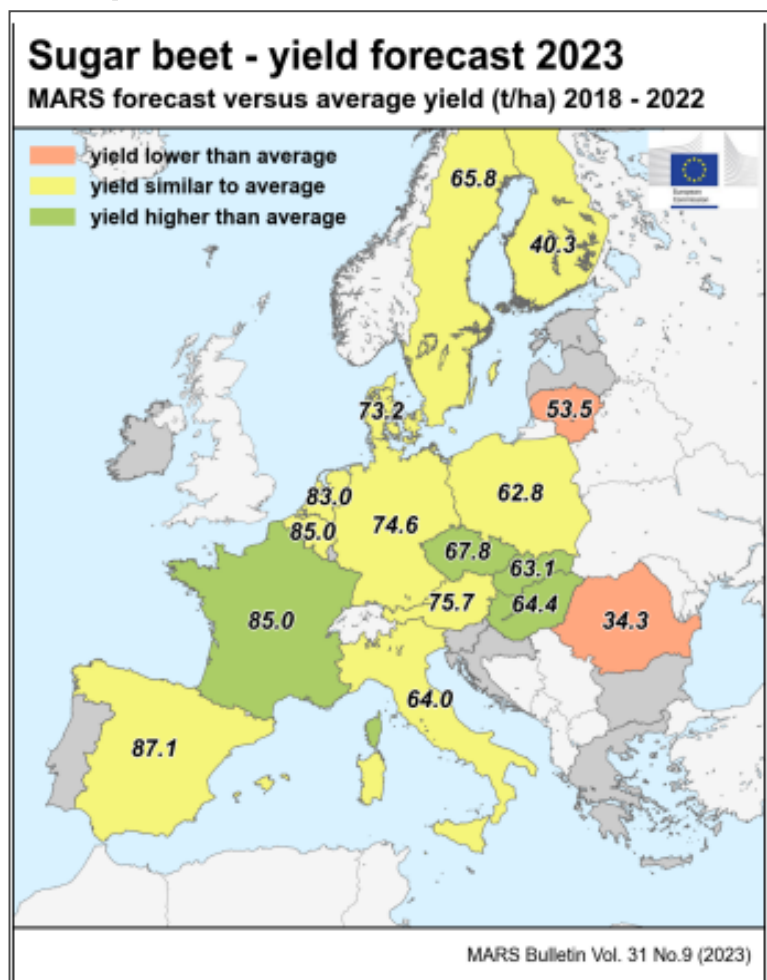 Sugar beet - yield forecast 2023
MARS forecast versus average yield (t/ha) 2018 - 2022
yield lower than average
yield similar to average
yield higher than average
European
Commission
65.8
40.3
73.2
53.5
83.0
62.8
85.0
74.6
67.8
63.1
75.7
64.4
85.0
34.3
64.0
87.1
MARS Bulletin Vol. 31 No.9 (2023)